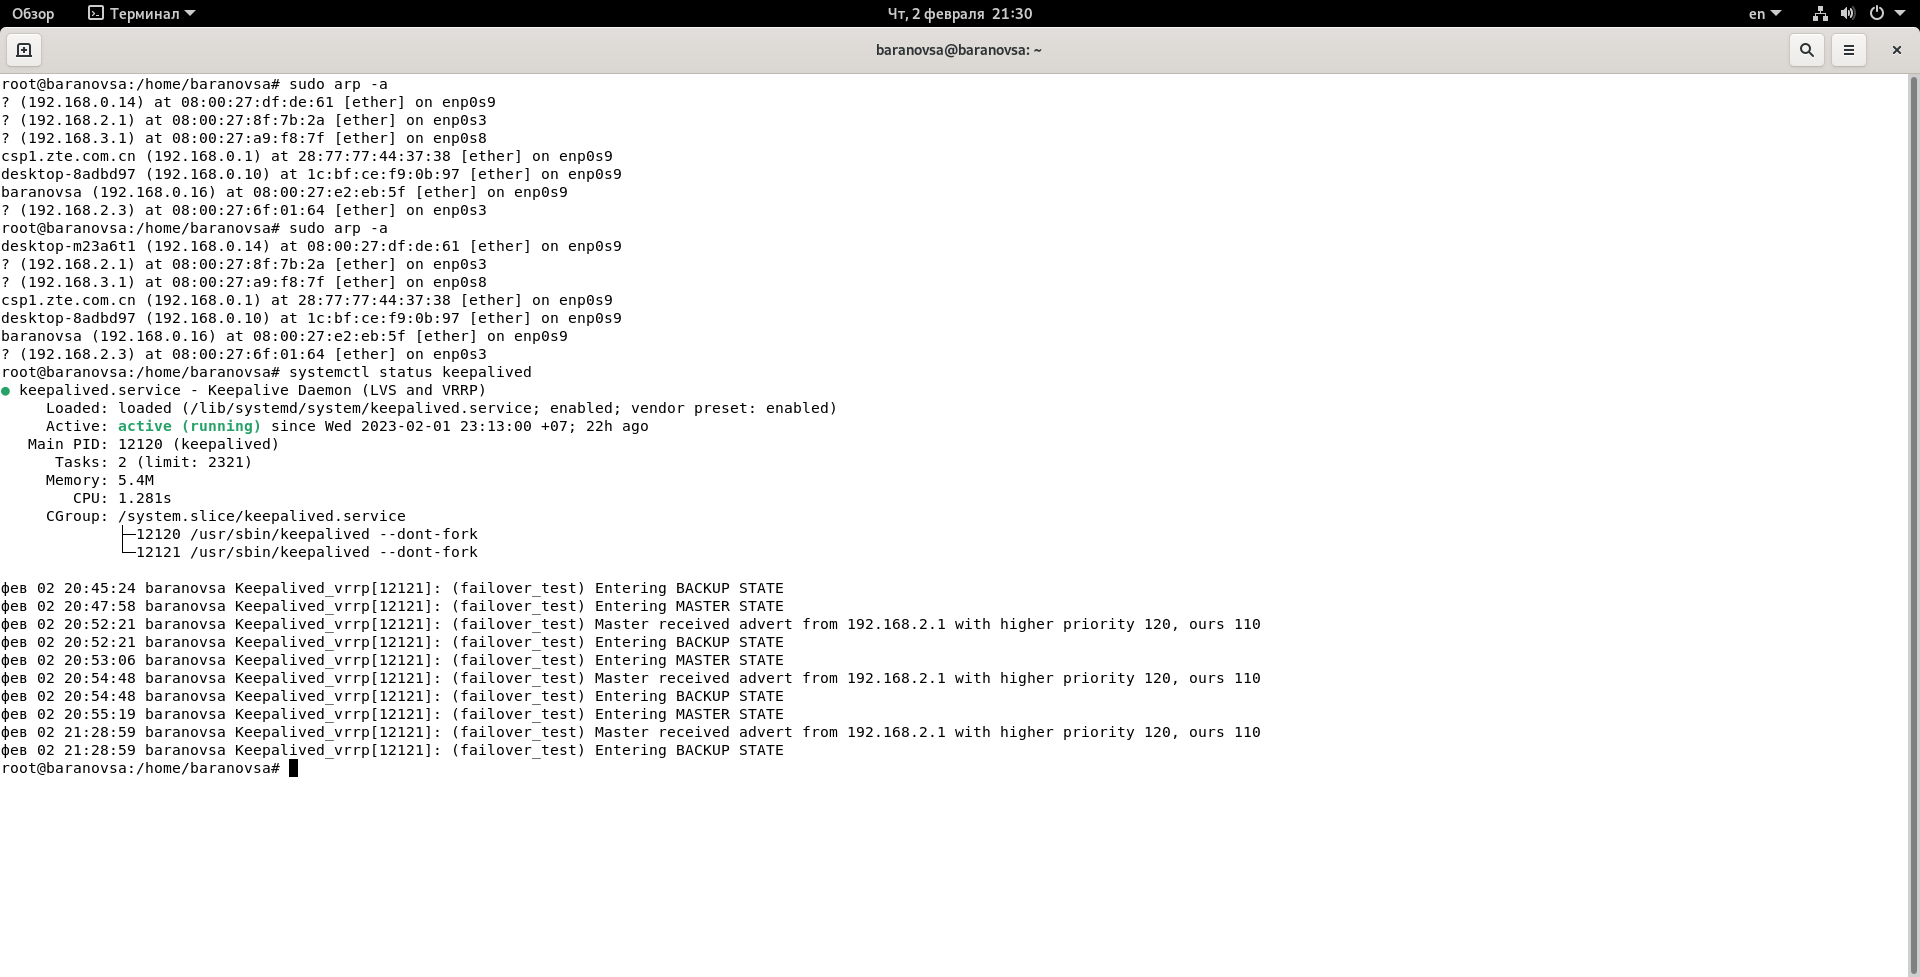 Обзор Терминал Чт, 2 февраля 21:30 en
baranovsa@baranovsa: ~
root@baranovsa:/home/baranovsa# sudo arp -a
? (192.168.0.14) at 08:00:27:df:de:61 [ether] on enp0s9
? (192.168.2.1) at 08:00:27:8f:7b:2a [ether] on enp0s3
? (192.168.3.1) at 08:00:27:a9:f8:7f [ether] on enp0s8
csp1.zte.com.cn (192.168.0.1) at 28:77:77:44:37:38 [ether] on enp0s9
desktop-8adbd97 (192.168.0.10) at 1c:bf:ce:f9:0b:97 [ether] on enp0s9
baranovsa (192.168.0.16) at 08:00:27:e2:eb:5f [ether] on enp0s9
? (192.168.2.3) at 08:00:27:6f:01:64 [ether] on enp0s3
root@baranovsa:/home/baranovsa# sudo arp -a
desktop-m23a6t1 (192.168.0.14) at 08:00:27:df:de:61 [ether] on enp0s9
? (192.168.2.1) at 08:00:27:8f:7b:2a [ether] on enp0s3
? (192.168.3.1) at 08:00:27:a9:f8:7f [ether] on enp0s8
csp1.zte.com.cn (192.168.0.1) at 28:77:77:44:37:38 [ether] on enp0s9
desktop-8adbd97 (192.168.0.10) at 1c:bf:ce:f9:0b:97 [ether] on enp0s9
baranovsa (192.168.0.16) at 08:00:27:e2:eb:5f [ether] on enp0s9
? (192.168.2.3) at 08:00:27:6f:01:64 [ether] on enp0s3
root@baranovsa:/home/baranovsa# systemctl status keepalived
● keepalived.service - Keepalive Daemon (LVS and VRRP)
     Loaded: loaded (/lib/systemd/system/keepalived.service; enabled; vendor preset: enabled)
     Active: active (running) since Wed 2023-02-01 23:13:00 +07; 22h ago
   Main PID: 12120 (keepalived)
      Tasks: 2 (limit: 2321)
     Memory: 5.4M
        CPU: 1.281s
     CGroup: /system.slice/keepalived.service
             ├─12120 /usr/sbin/keepalived --dont-fork
             └─12121 /usr/sbin/keepalived --dont-fork
фев 02 20:45:24 baranovsa Keepalived_vrrp[12121]: (failover_test) Entering BACKUP STATE
фев 02 20:47:58 baranovsa Keepalived_vrrp[12121]: (failover_test) Entering MASTER STATE
фев 02 20:52:21 baranovsa Keepalived_vrrp[12121]: (failover_test) Master received advert from 192.168.2.1 with higher priority 120, ours 110
фев 02 20:52:21 baranovsa Keepalived_vrrp[12121]: (failover_test) Entering BACKUP STATE
фев 02 20:53:06 baranovsa Keepalived_vrrp[12121]: (failover_test) Entering MASTER STATE
фев 02 20:54:48 baranovsa Keepalived_vrrp[12121]: (failover_test) Master received advert from 192.168.2.1 with higher priority 120, ours 110
фев 02 20:54:48 baranovsa Keepalived_vrrp[12121]: (failover_test) Entering BACKUP STATE
фев 02 20:55:19 baranovsa Keepalived_vrrp[12121]: (failover_test) Entering MASTER STATE
фев 02 21:28:59 baranovsa Keepalived_vrrp[12121]: (failover_test) Master received advert from 192.168.2.1 with higher priority 120, ours 110
фев 02 21:28:59 baranovsa Keepalived_vrrp[12121]: (failover_test) Entering BACKUP STATE
root@baranovsa:/home/baranovsa#